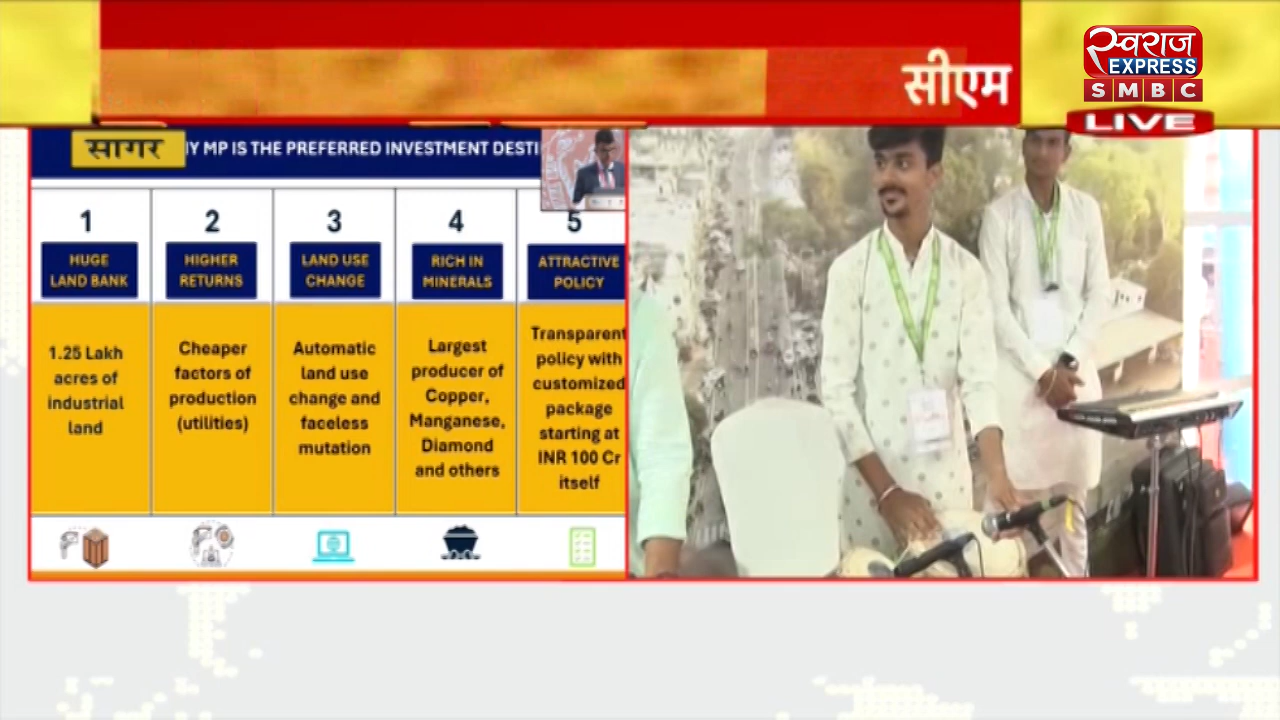 सीएम
स्वराज
EXPRESS
SMBC
LIVE
सागर
HY MP IS THE PREFERRED INVESTMENT DESTI
1
HUGE
LAND BANK
1.25 Lakh
acres of
industrial
land
2
HIGHER
RETURNS
Cheaper
factors of
production
(utilities)
3
LAND USE
CHANGE
Automatic
land use
change and
faceless
mutation
4
RICH IN
MINERALS
Largest
producer of
Copper,
Manganese,
Diamond
and others
5
ATTRACTIVE
POLICY
Transparent
policy with
customized
package
starting at
INR 100 Cr
itself